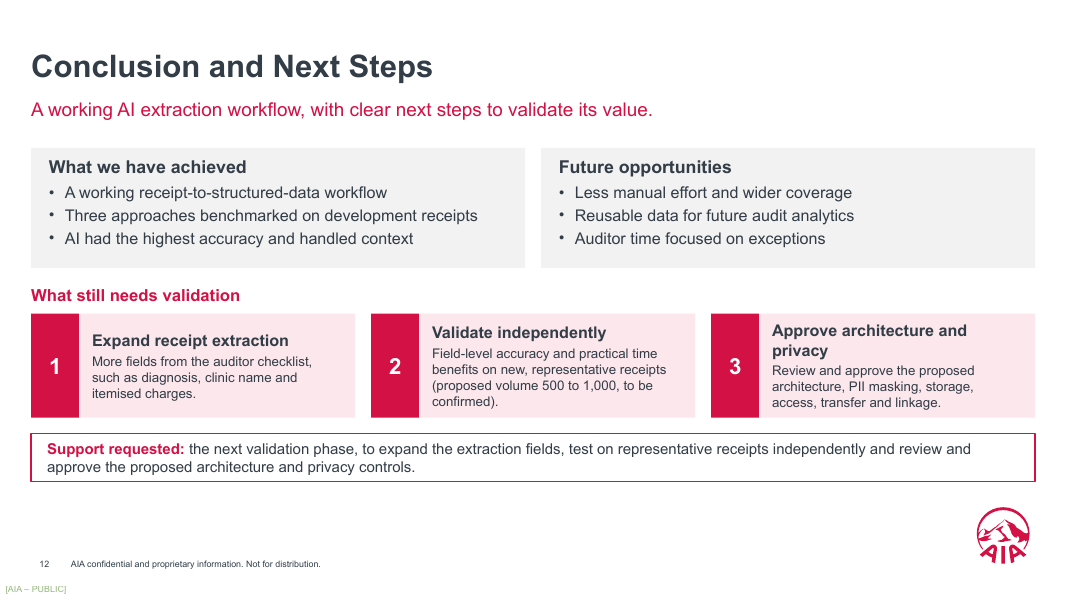 Conclusion and Next Steps
A working AI extraction workflow, with clear next steps to validate its value.
What we have achieved
• A working receipt-to-structured-data workflow
• Three approaches benchmarked on development receipts
• AI had the highest accuracy and handled context
Future opportunities
• Less manual effort and wider coverage
• Reusable data for future audit analytics
• Auditor time focused on exceptions
What still needs validation
1
Expand receipt extraction
More fields from the auditor checklist,
such as diagnosis, clinic name and
itemised charges.
2
Validate independently
Field-level accuracy and practical time
benefits on new, representative receipts
(proposed volume 500 to 1,000, to be
confirmed).
3
Approve architecture and
privacy
Review and approve the proposed
architecture, PII masking, storage,
access, transfer and linkage.
Support requested: the next validation phase, to expand the extraction fields, test on representative receipts independently and review and
approve the proposed architecture and privacy controls.
AIA
12 AIA confidential and proprietary information. Not for distribution.
[AIA – PUBLIC]